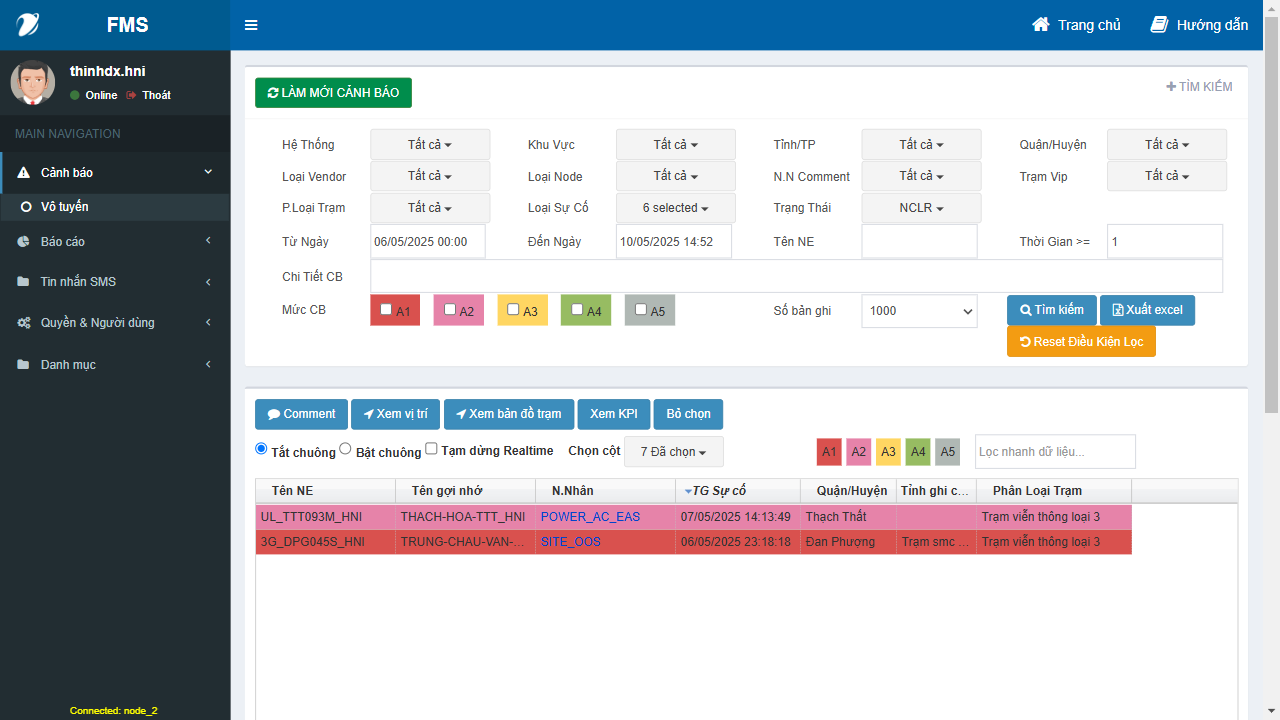 FMS
Trang chủ
Hướng dẫn
thinhdx.hni
Online
Thoát
MAIN NAVIGATION
Cảnh báo
Vô tuyến
Báo cáo
Tin nhắn SMS
Quyền & Người dùng
Danh mục
Connected: node_2
LÀM MỚI CẢNH BÁO
TÌM KIẾM
Hệ Thống Tất cả Khu Vực Tất cả Tỉnh/TP Tất cả Quận/Huyện Tất cả
Loại Vendor Tất cả Loại Node Tất cả N.N Comment Tất cả Trạm Vip Tất cả
P.Loại Trạm Tất cả Loại Sự Cố 6 selected Trạng Thái NCLR
Từ Ngày 06/05/2025 00:00 Đến Ngày 10/05/2025 14:52 Tên NE Thời Gian >= 1
Chi Tiết CB
Mức CB A1 A2 A3 A4 A5 Số bản ghi 1000 Tìm kiếm Xuất excel
Reset Điều Kiện Lọc
Comment Xem vị trí Xem bản đồ trạm Xem KPI Bỏ chọn
Tắt chuông Bật chuông Tạm dừng Realtime Chọn cột 7 Đã chọn A1 A2 A3 A4 A5 Lọc nhanh dữ liệu...
Tên NE Tên gợi nhớ N.Nhân TG Sự cố Quận/Huyện Tỉnh ghi c... Phân Loại Trạm
UL_TTT093M_HNI THACH-HOA-TTT_HNI POWER_AC_EAS 07/05/2025 14:13:49 Thạch Thất Trạm viễn thông loại 3
3G_DPG045S_HNI TRUNG-CHAU-VAN-... SITE_OOS 06/05/2025 23:18:18 Đan Phượng Trạm smc ... Trạm viễn thông loại 3